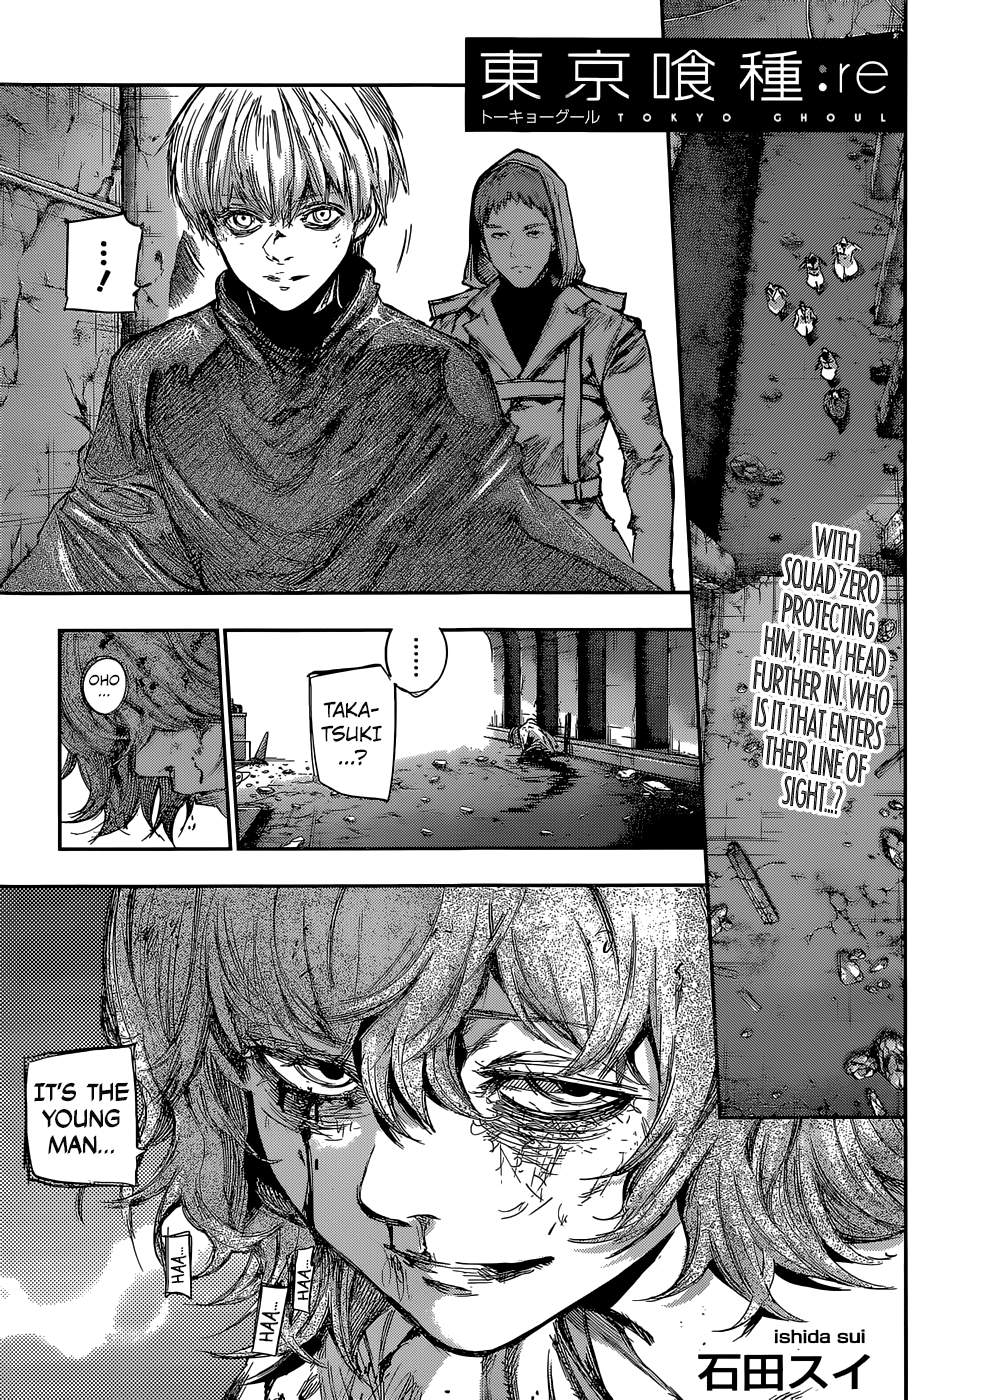 東京喰種:re
トーキョーグール TOKYO GHOUL
...!
WITH
SQUAD ZERO
PROTECTING
HIM, THEY HEAD
FURTHER IN. WHO
IS IT THAT ENTERS
THEIR LINE OF
SIGHT...?
......
TAKA-
TSUKI
...?
OHO
...
IT'S THE
YOUNG
MAN...
HAA...
HAA...
HAA...
ishida sui
石田スイ